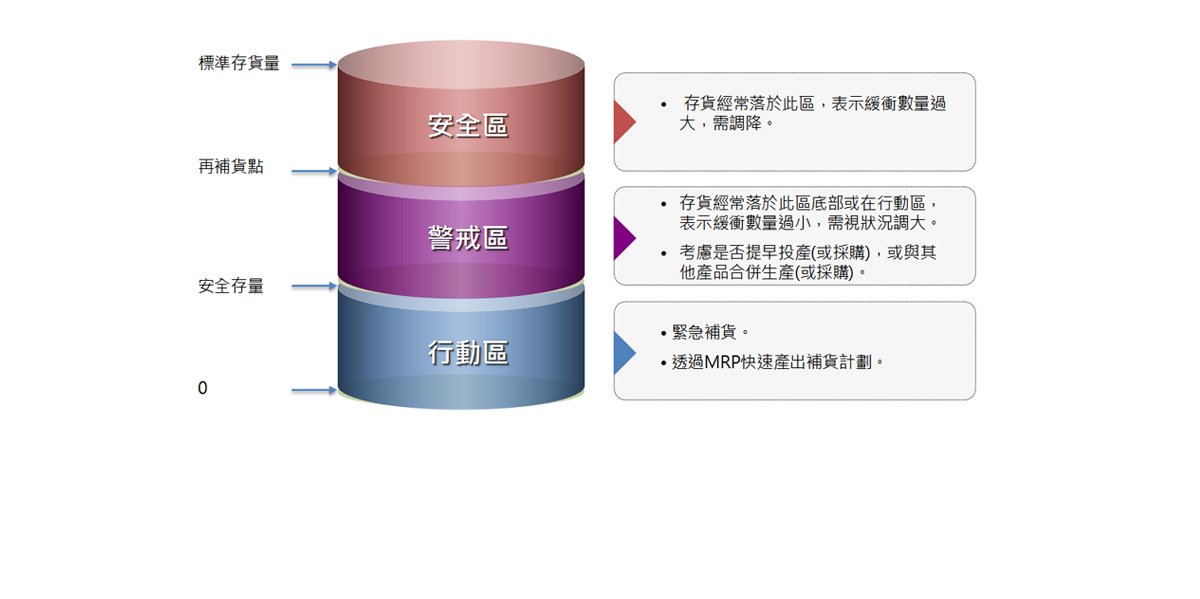 標準存貨量
安全區
• 存貨經常落於此區，表示緩衝數量過
大，需調降。
再補貨點
警戒區
• 存貨經常落於此區底部或在行動區，
表示緩衝數量過小，需視狀況調大。
• 考慮是否提早投產(或採購)，或與其
他產品合併生產(或採購)。
安全存量
行動區
• 緊急補貨。
• 透過MRP快速產出補貨計劃。
0